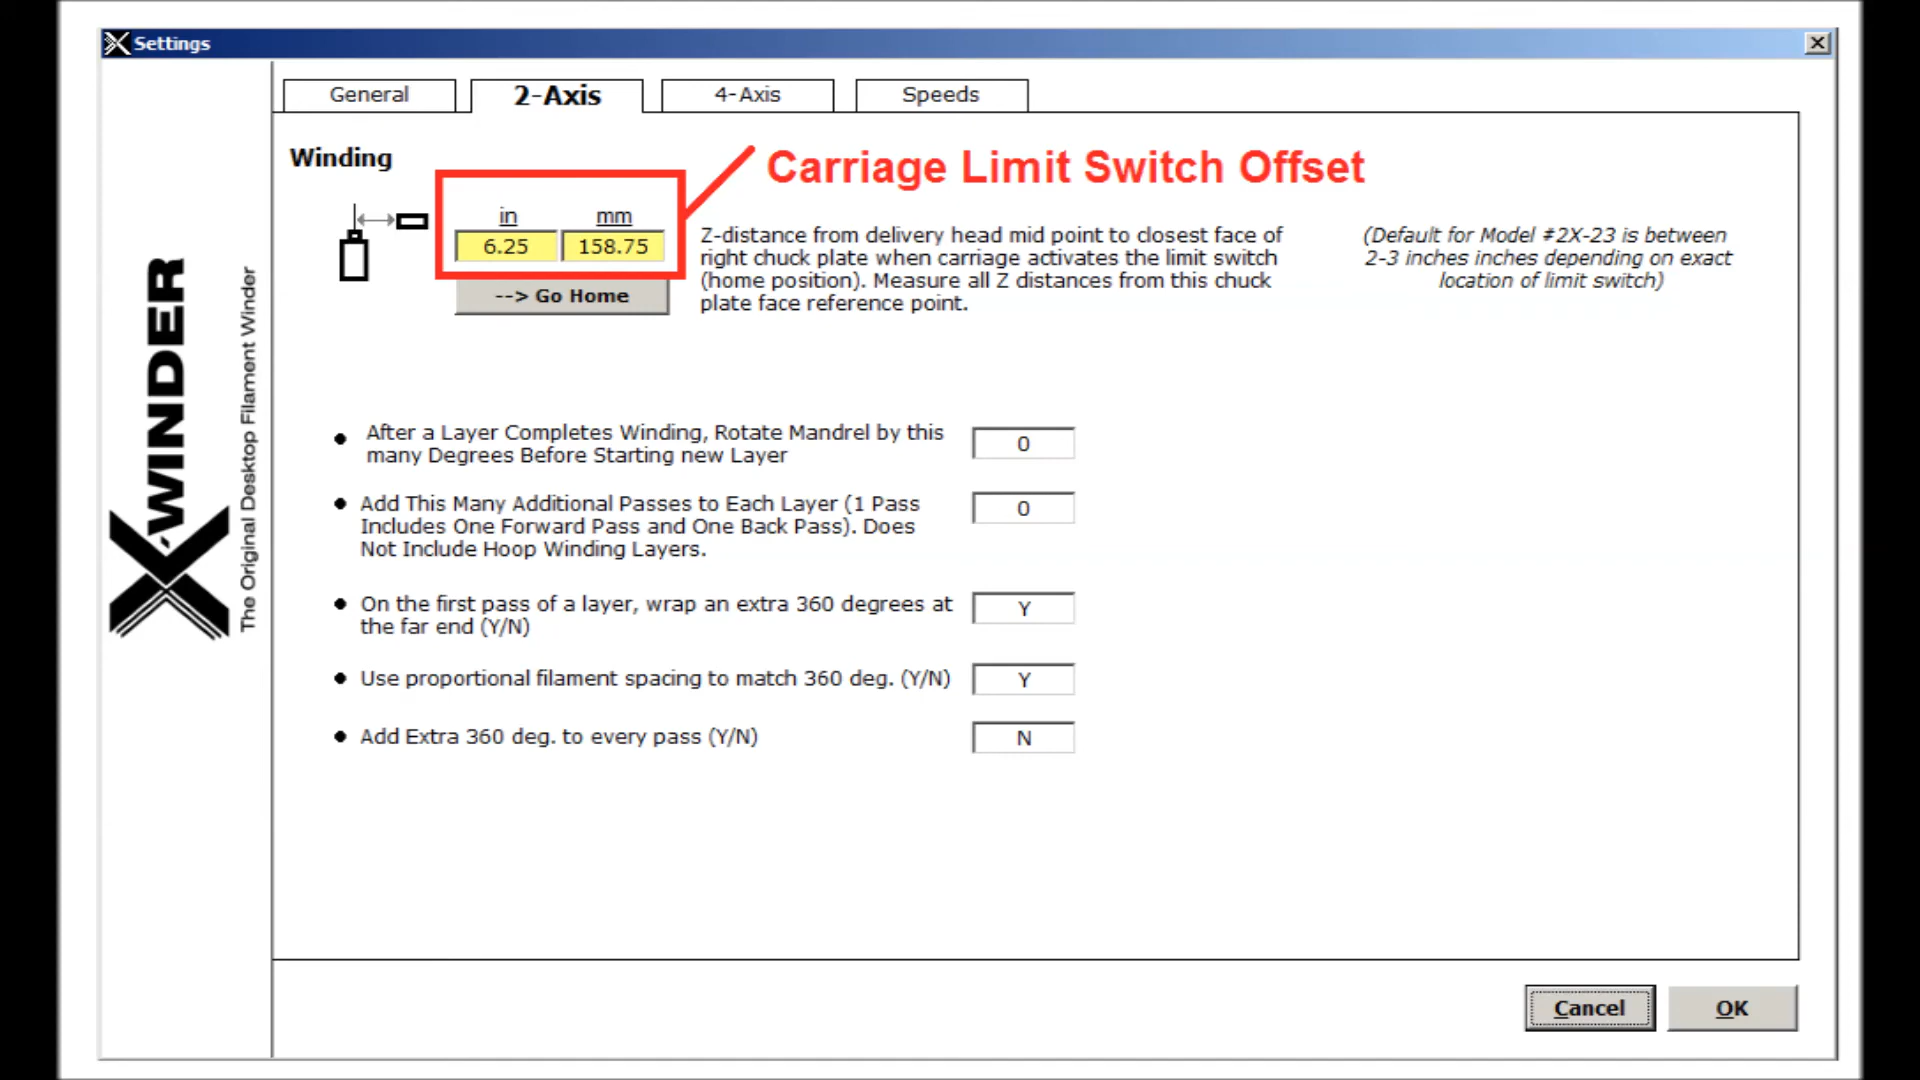 Settings
General
2-Axis
4-Axis
Speeds
Winding
Carriage Limit Switch Offset
in
mm
6.25
158.75
--> Go Home
Z-distance from delivery head mid point to closest face of
right chuck plate when carriage activates the limit switch
(home position). Measure all Z distances from this chuck
plate face reference point.
(Default for Model #2X-23 is between
2-3 inches inches depending on exact
location of limit switch)
X-WINDER
The Original Desktop Filament Winder
After a Layer Completes Winding, Rotate Mandrel by this
many Degrees Before Starting new Layer
0
Add This Many Additional Passes to Each Layer (1 Pass
Includes One Forward Pass and One Back Pass). Does
Not Include Hoop Winding Layers.
0
On the first pass of a layer, wrap an extra 360 degrees at
the far end (Y/N)
Y
Use proportional filament spacing to match 360 deg. (Y/N)
Y
Add Extra 360 deg. to every pass (Y/N)
N
Cancel
OK